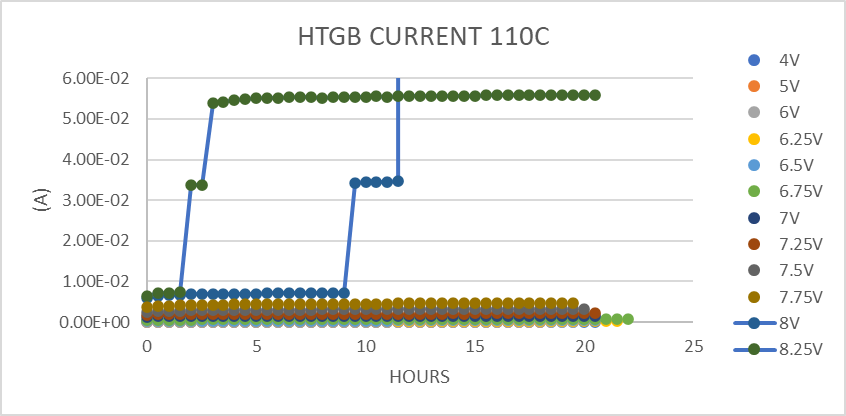 HTGB CURRENT 110C
6.00E-02
5.00E-02
4.00E-02
3.00E-02
2.00E-02
1.00E-02
0.00E+00
(A)
0 5 10 15 20 25
HOURS
4V
5V
6V
6.25V
6.5V
6.75V
7V
7.25V
7.5V
7.75V
8V
8.25V